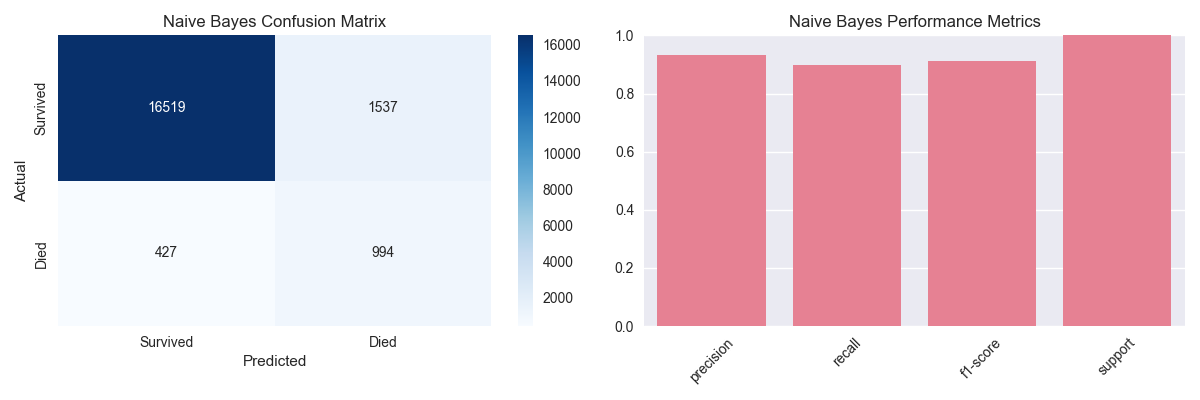 Naive Bayes Confusion Matrix
Actual
Survived
Died
16519
1537
427
994
Survived
Died
Predicted
16000
14000
12000
10000
8000
6000
4000
2000
Naive Bayes Performance Metrics
1.0
0.8
0.6
0.4
0.2
0.0
precision
recall
f1-score
support